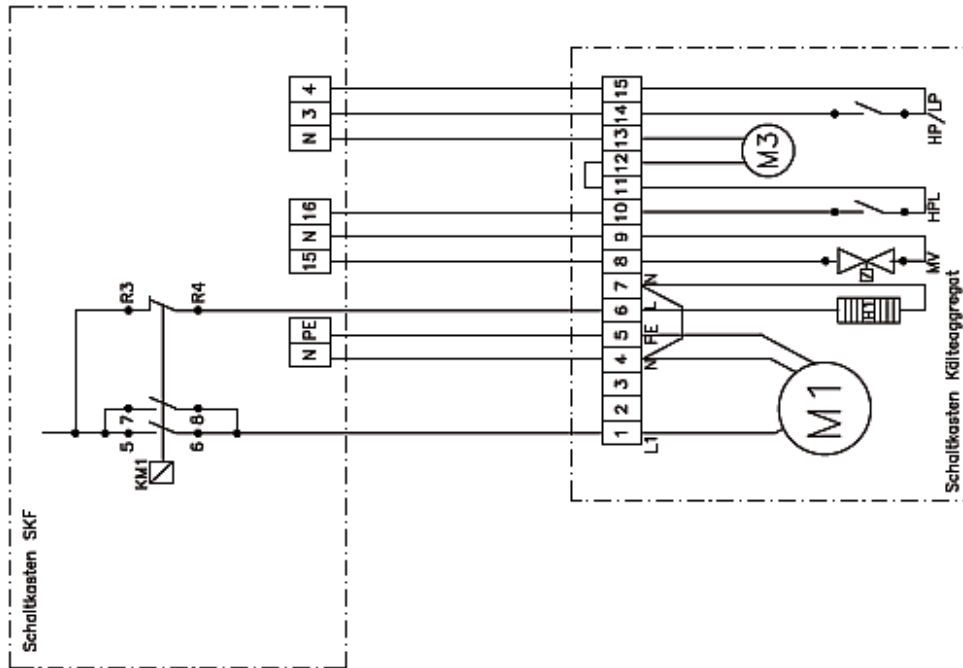 Schaltkasten SKF
KM1
5 7 R3
6 8 R4
N PE
15 N 16
N 3 4
1 2 3 4 5 6 7 8 9 10 11 12 13 14 15
L1 N PE L N
M1
H1
MV
HPL
M3
HP/LP
Schaltkasten Kälteaggregat